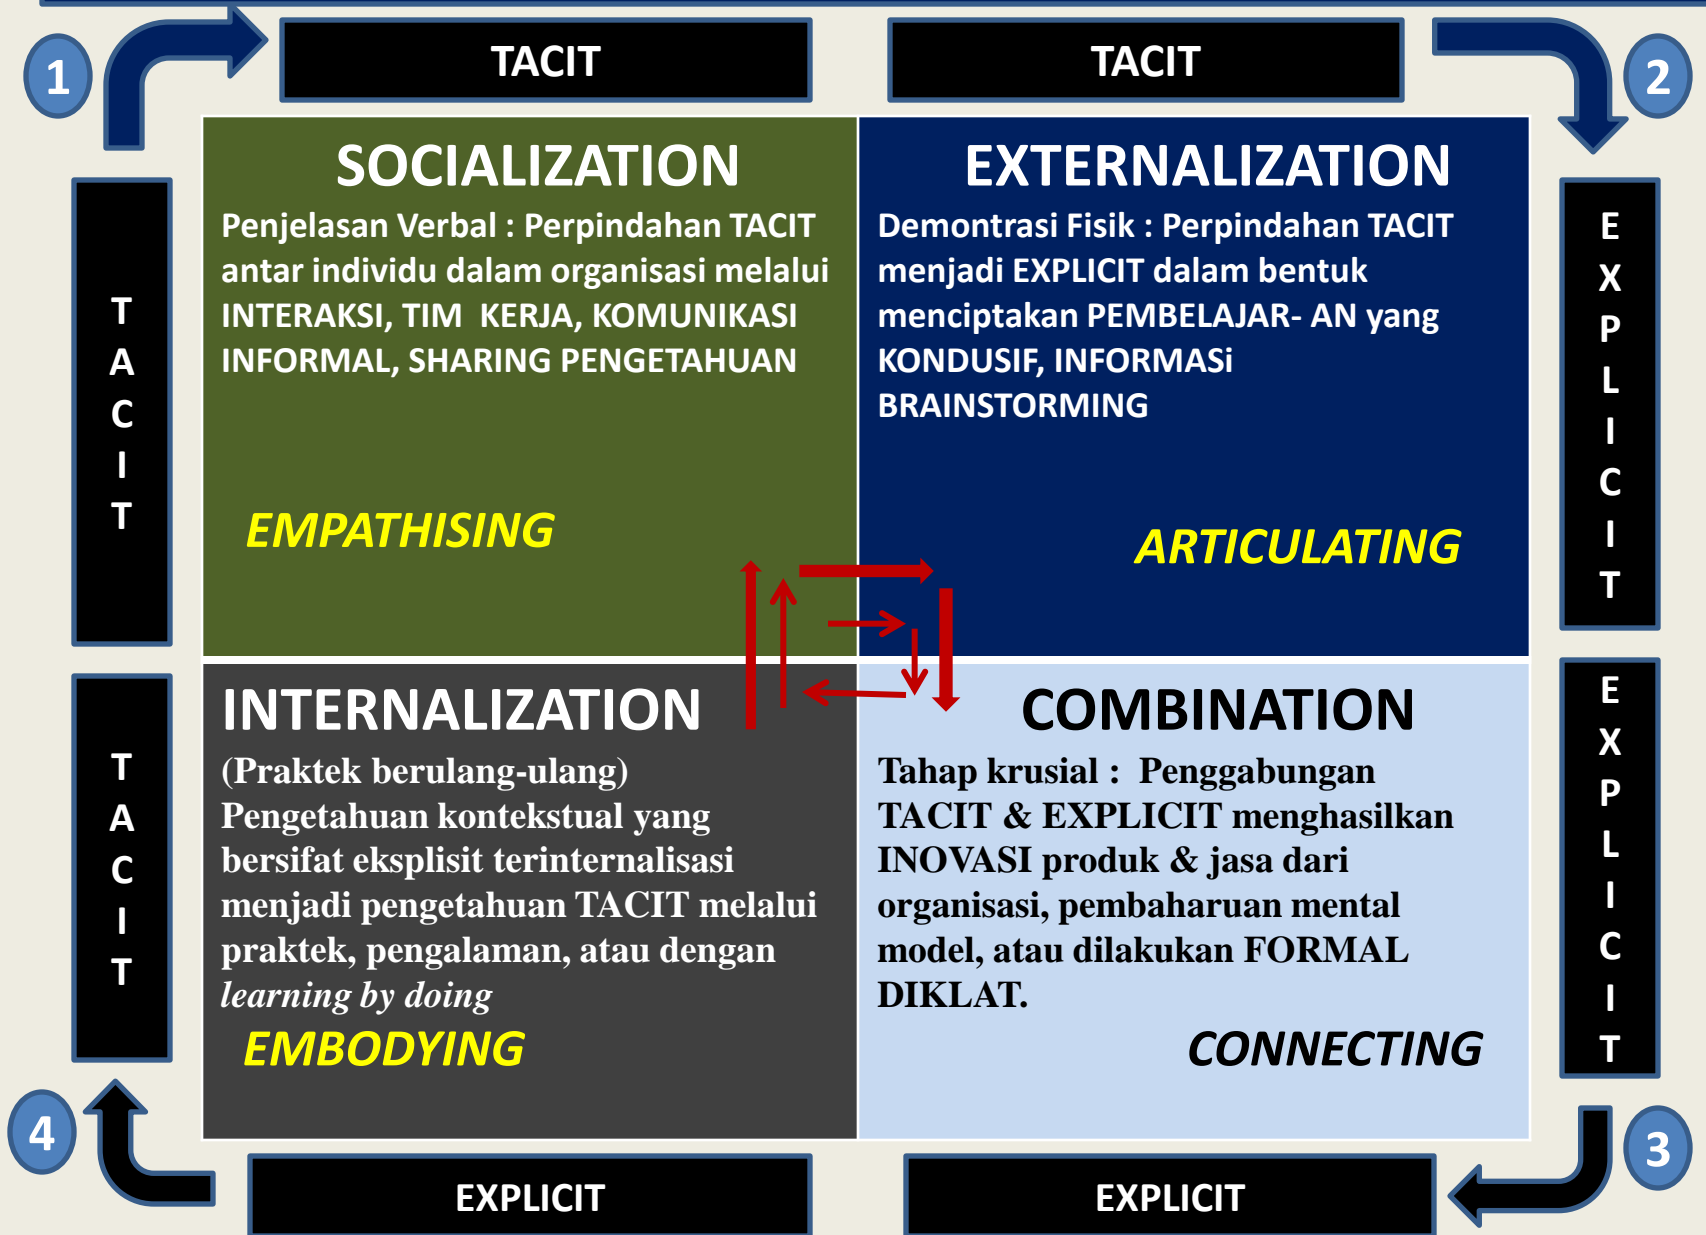 1
TACIT
TACIT
2
TACIT
SOCIALIZATION
Penjelasan Verbal : Perpindahan TACIT
antar individu dalam organisasi melalui
INTERAKSI, TIM KERJA, KOMUNIKASI
INFORMAL, SHARING PENGETAHUAN
EMPATHISING
EXTERNALIZATION
Demontrasi Fisik : Perpindahan TACIT
menjadi EXPLICIT dalam bentuk
menciptakan PEMBELAJAR- AN yang
KONDUSIF, INFORMASi
BRAINSTORMING
ARTICULATING
EXPLICIT
TACIT
INTERNALIZATION
(Praktek berulang-ulang)
Pengetahuan kontekstual yang
bersifat eksplisit terinternalisasi
menjadi pengetahuan TACIT melalui
praktek, pengalaman, atau dengan
learning by doing
EMBODYING
COMBINATION
Tahap krusial : Penggabungan
TACIT & EXPLICIT menghasilkan
INOVASI produk & jasa dari
organisasi, pembaharuan mental
model, atau dilakukan FORMAL
DIKLAT.
CONNECTING
EXPLICIT
4
EXPLICIT
EXPLICIT
3